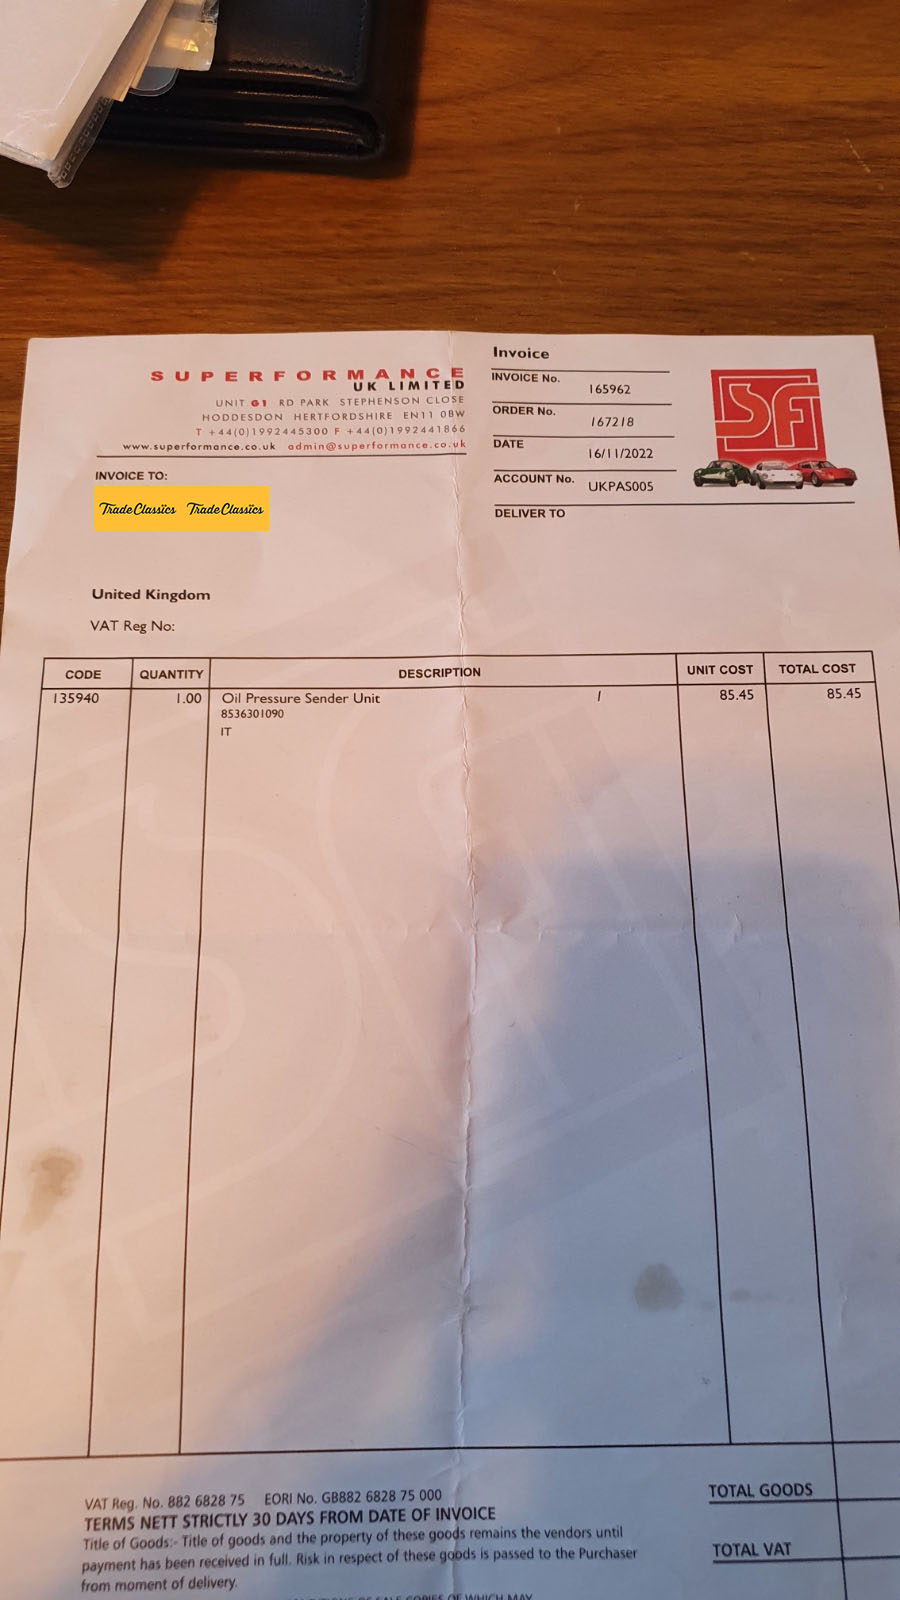 SUPERFORMANCE
UK LIMITED
UNIT G1 RD PARK STEPHENSON CLOSE
HODDESDON HERTFORDSHIRE EN11 0BW
T +44(0)1992445300 F +44(0)1992441866
www.superformance.co.uk admin@superformance.co.uk
Invoice
INVOICE No. 165962
ORDER No. 167218
DATE 16/11/2022
ACCOUNT No. UKPAS005
SF
INVOICE TO:
TradeClassics TradeClassics
DELIVER TO
United Kingdom
VAT Reg No:
CODE QUANTITY DESCRIPTION UNIT COST TOTAL COST
135940 1.00 Oil Pressure Sender Unit / 85.45 85.45
8536301090
IT
VAT Reg. No. 882 6828 75 EORI No. GB882 6828 75 000
TERMS NETT STRICTLY 30 DAYS FROM DATE OF INVOICE
Title of Goods:- Title of goods and the property of these goods remains the vendors until
payment has been received in full. Risk in respect of these goods is passed to the Purchaser
from moment of delivery.
TOTAL GOODS
TOTAL VAT